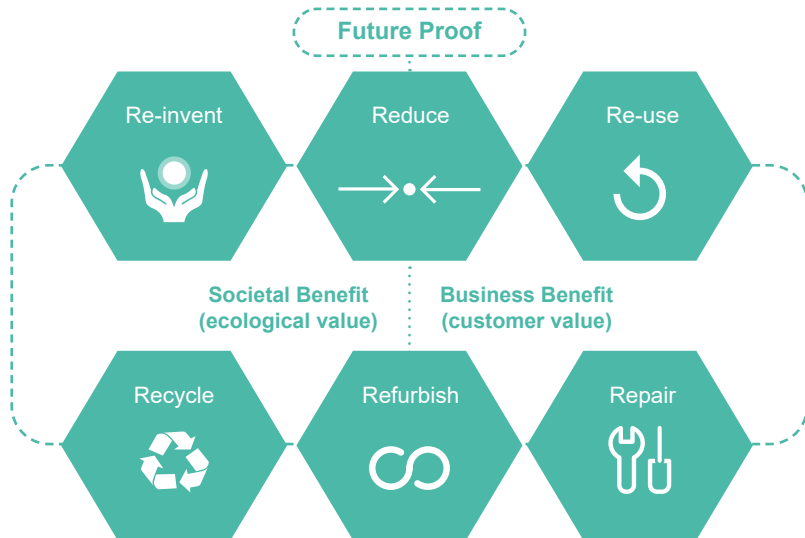 Future Proof
Re-invent
Reduce
Re-use
Societal Benefit
(ecological value)
Business Benefit
(customer value)
Recycle
Refurbish
Repair